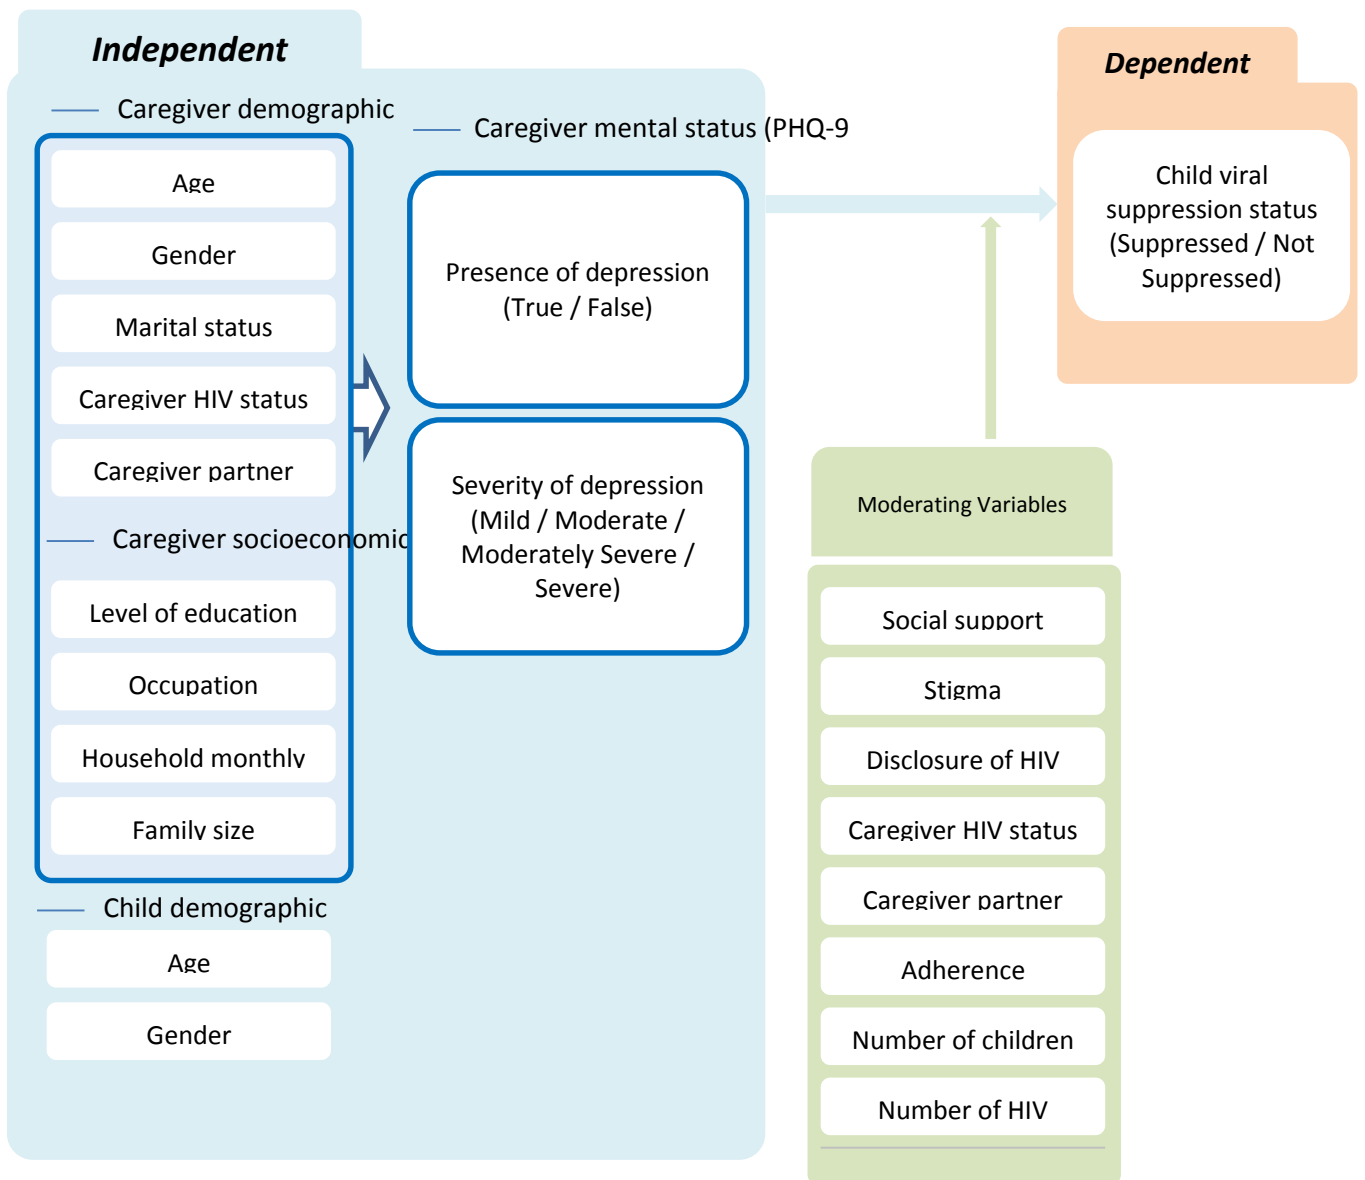 Independent
Caregiver demographic
Age
Gender
Marital status
Caregiver HIV status
Caregiver partner
Caregiver socioeconomic
Level of education
Occupation
Household monthly
Family size
Child demographic
Age
Gender
Caregiver mental status (PHQ-9
Presence of depression
(True / False)
Severity of depression
(Mild / Moderate /
Moderately Severe /
Severe)
Dependent
Child viral
suppression status
(Suppressed / Not
Suppressed)
Moderating Variables
Social support
Stigma
Disclosure of HIV
Caregiver HIV status
Caregiver partner
Adherence
Number of children
Number of HIV